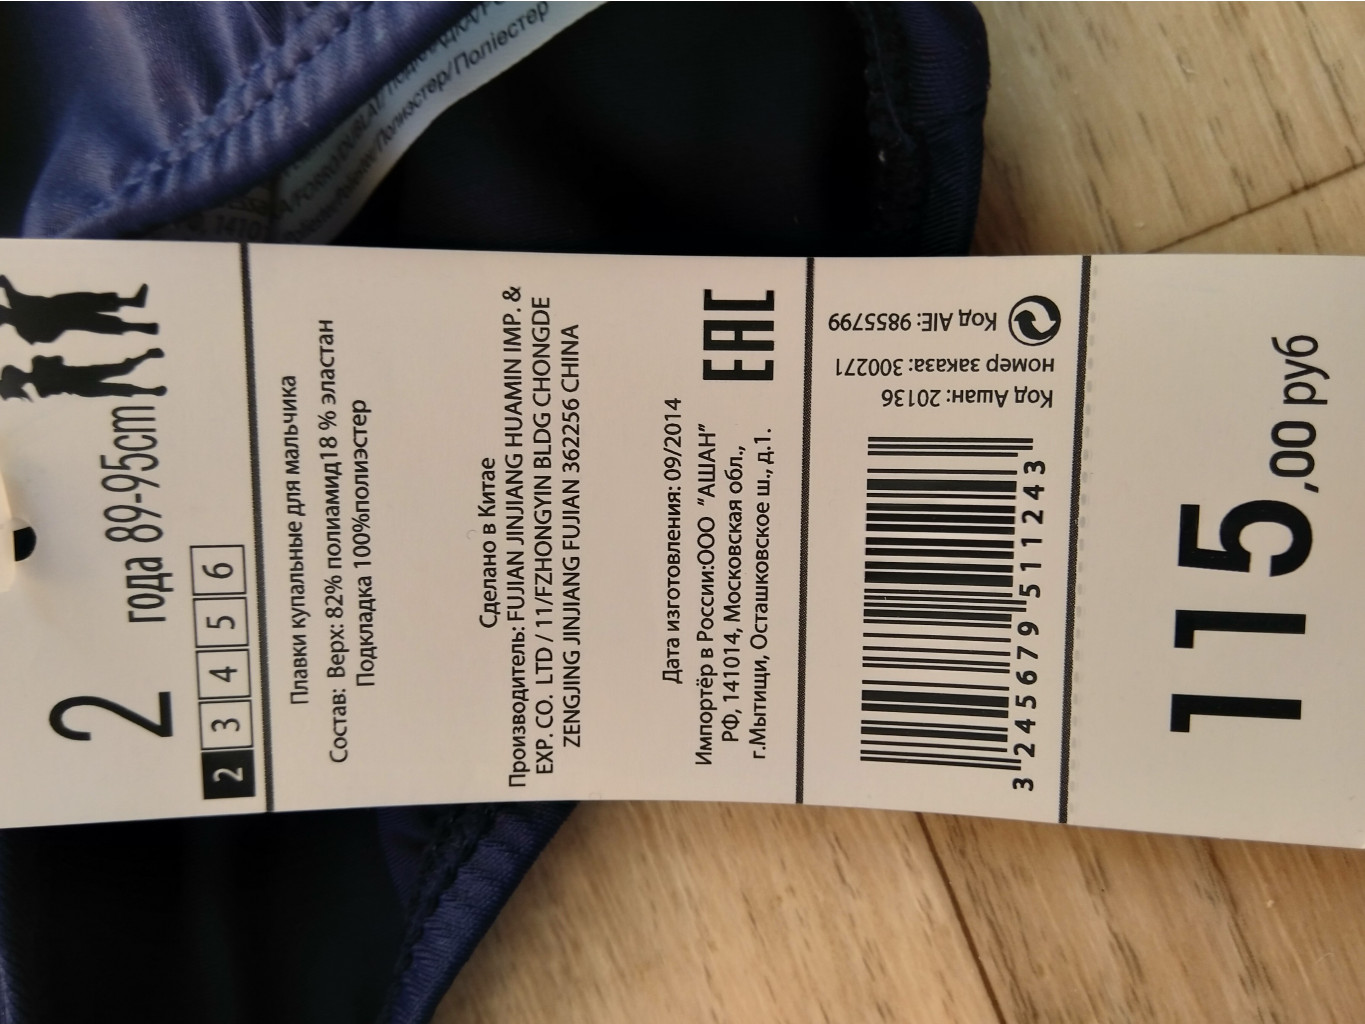 2 года 89-95cm
2 3 4 5 6
Плавки купальные для мальчика
Состав: Верх: 82% полиамид18 % эластан
Подкладка 100%полиэстер
Сделано в Китае
Производитель: FUJIAN JINJIANG HUAMIN IMP. &
EXP. CO. LTD / 11/FZHONGYIN BLDG CHONGDE
ZENGJING JINJIANG FUJIAN 362256 CHINA
Дата изготовления: 09/2014
Импортёр в России:ООО "АШАН"
РФ, 141014, Московская обл.,
г.Мытищи, Осташковское ш., д.1.
EAC
Код AIE: 9855799
номер заказа: 300271
Код Ашан: 20136
3 245679 511243
115,00 руб
Полиэстер/Поліестер